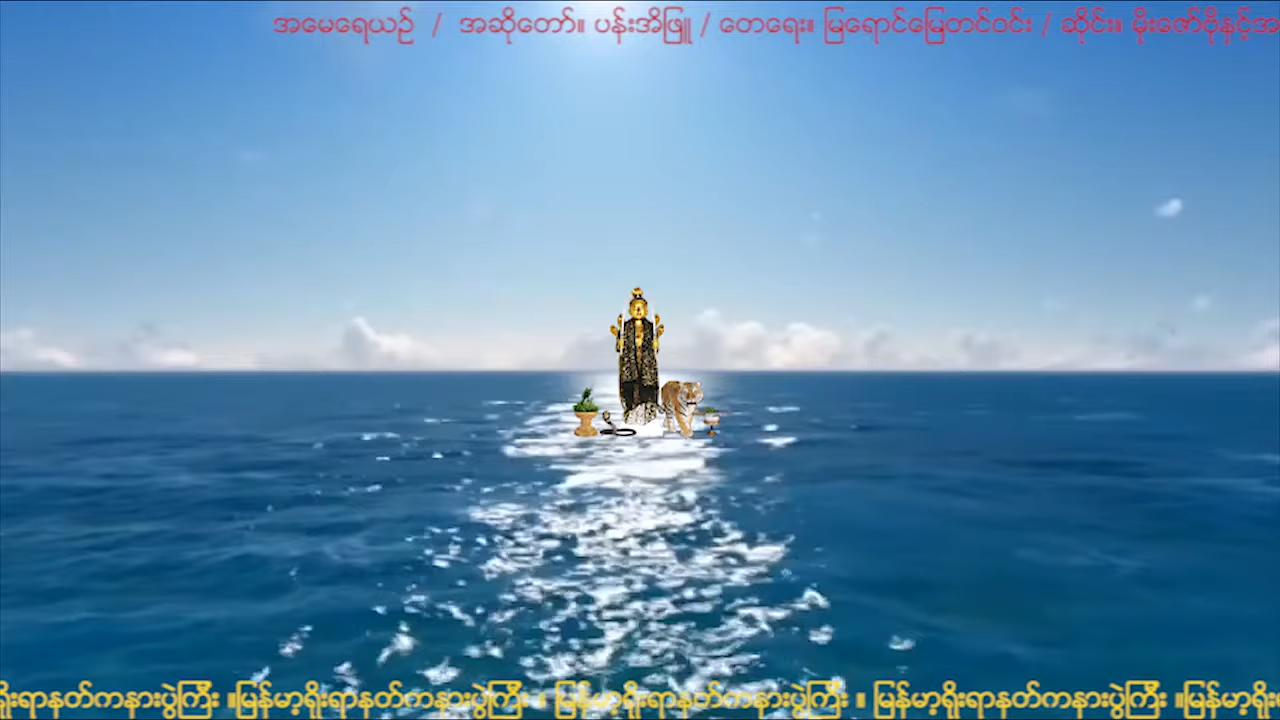 အမေရေယဉ် / အဆိုတော်။ ပန်းအိဖြူ / တေရေး။ မြရောင်မြေတင်ဝင်း / ဆိုင်း။ မိုးဇော်ဗိုနှင့်အ
ရိုးရာနတ်ကနားပွဲကြီး ။မြန်မာ့ရိုးရာနတ်ကနားပွဲကြီး ။ မြန်မာ့ရိုးရာနတ်ကနားပွဲကြီး ။ မြန်မာ့ရိုးရာနတ်ကနားပွဲကြီး ။မြန်မာ့ရိုး